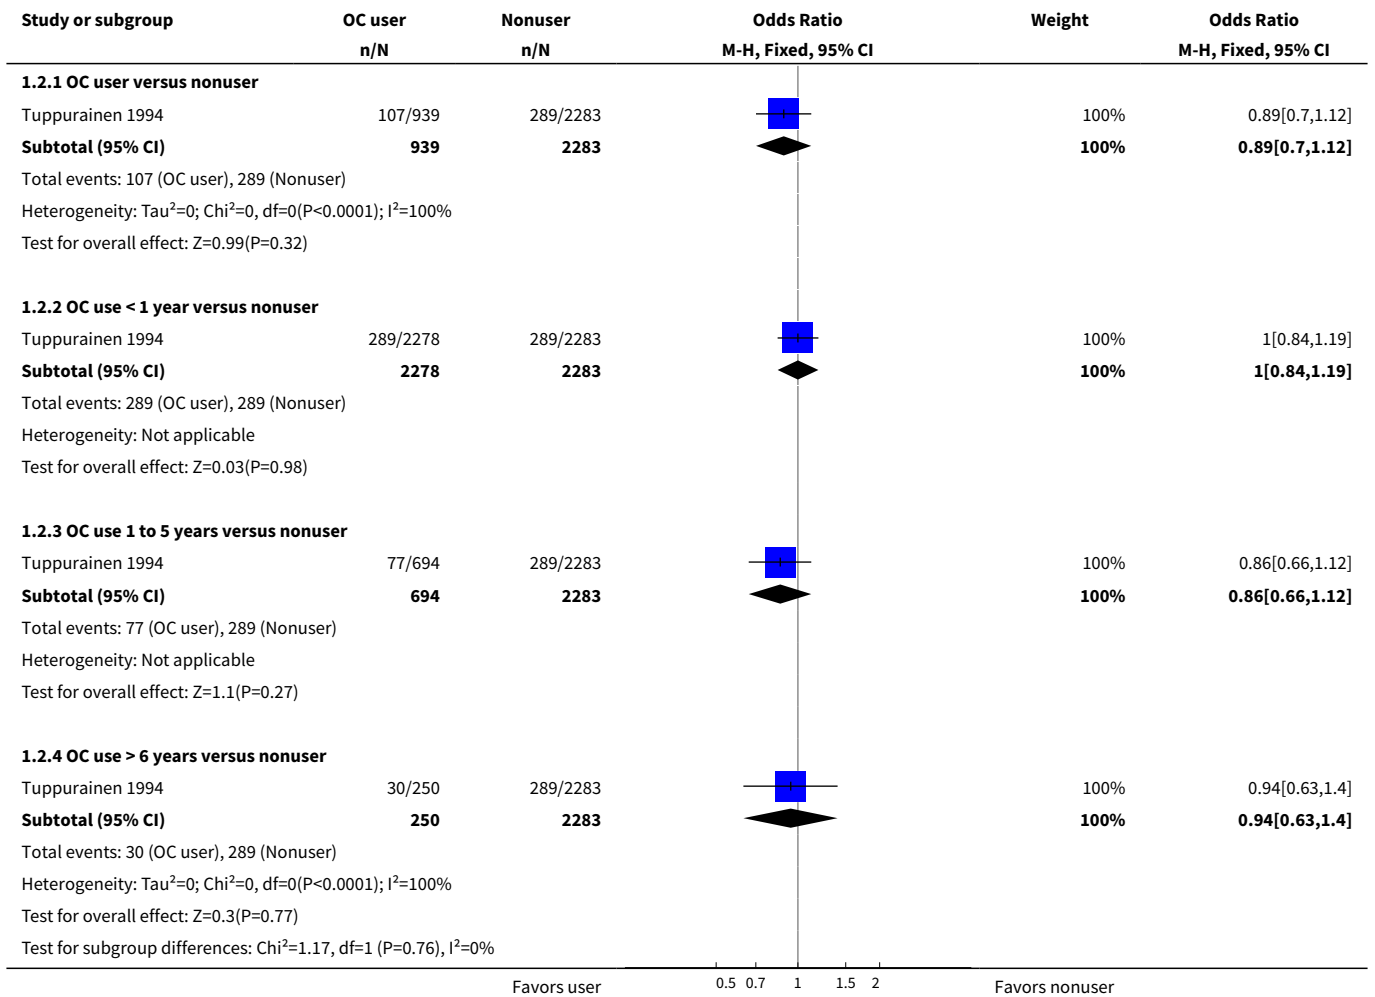 Study or subgroup OC user Nonuser Odds Ratio Weight Odds Ratio
n/N n/N M-H, Fixed, 95% CI M-H, Fixed, 95% CI
1.2.1 OC user versus nonuser
Tuppurainen 1994 107/939 289/2283 100% 0.89[0.7,1.12]
Subtotal (95% CI) 939 2283 100% 0.89[0.7,1.12]
Total events: 107 (OC user), 289 (Nonuser)
Heterogeneity: Tau²=0; Chi²=0, df=0(P<0.0001); I²=100%
Test for overall effect: Z=0.99(P=0.32)
1.2.2 OC use < 1 year versus nonuser
Tuppurainen 1994 289/2278 289/2283 100% 1[0.84,1.19]
Subtotal (95% CI) 2278 2283 100% 1[0.84,1.19]
Total events: 289 (OC user), 289 (Nonuser)
Heterogeneity: Not applicable
Test for overall effect: Z=0.03(P=0.98)
1.2.3 OC use 1 to 5 years versus nonuser
Tuppurainen 1994 77/694 289/2283 100% 0.86[0.66,1.12]
Subtotal (95% CI) 694 2283 100% 0.86[0.66,1.12]
Total events: 77 (OC user), 289 (Nonuser)
Heterogeneity: Not applicable
Test for overall effect: Z=1.1(P=0.27)
1.2.4 OC use > 6 years versus nonuser
Tuppurainen 1994 30/250 289/2283 100% 0.94[0.63,1.4]
Subtotal (95% CI) 250 2283 100% 0.94[0.63,1.4]
Total events: 30 (OC user), 289 (Nonuser)
Heterogeneity: Tau²=0; Chi²=0, df=0(P<0.0001); I²=100%
Test for overall effect: Z=0.3(P=0.77)
Test for subgroup differences: Chi²=1.17, df=1 (P=0.76), I²=0%
Favors user 0.5 0.7 1 1.5 2 Favors nonuser